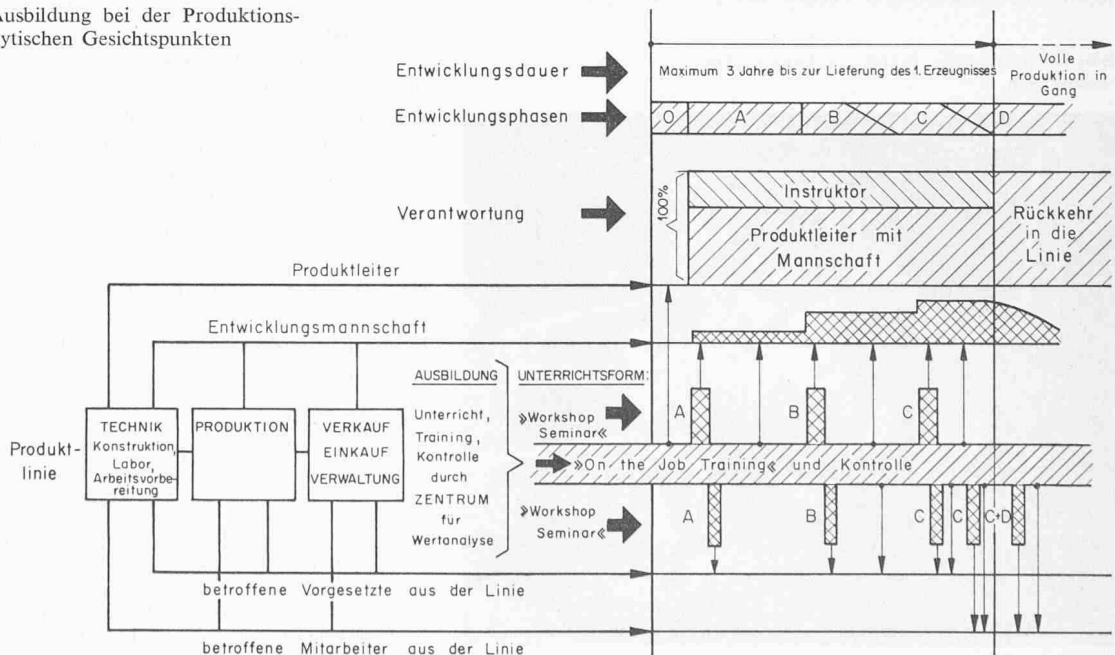 Ausbildung bei der Produktions-
ytischen Gesichtspunkten
Entwicklungsdauer
Maximum 3 Jahre bis zur Lieferung des 1. Erzeugnisses
Volle
Produktion in
Gang
Entwicklungsphasen
O
A
B
C
D
Verantwortung
100%
Instruktor
Produktleiter mit
Mannschaft
Rückkehr
in die
Linie
Produktleiter
Entwicklungsmannschaft
AUSBILDUNG
Unterricht,
Training,
Kontrolle
durch
ZENTRUM
für
Wertanalyse
UNTERRICHTSFORM:
»Workshop
Seminar«
A
B
C
Produkt-
linie
TECHNIK
Konstruktion,
Labor,
Arbeitsvorbe-
reitung
PRODUKTION
VERKAUF
EINKAUF
VERWALTUNG
»On the Job Training« und Kontrolle
»Workshop
Seminar«
A
B
C
C
C+D
betroffene Vorgesetzte aus der Linie
betroffene Mitarbeiter aus der Linie